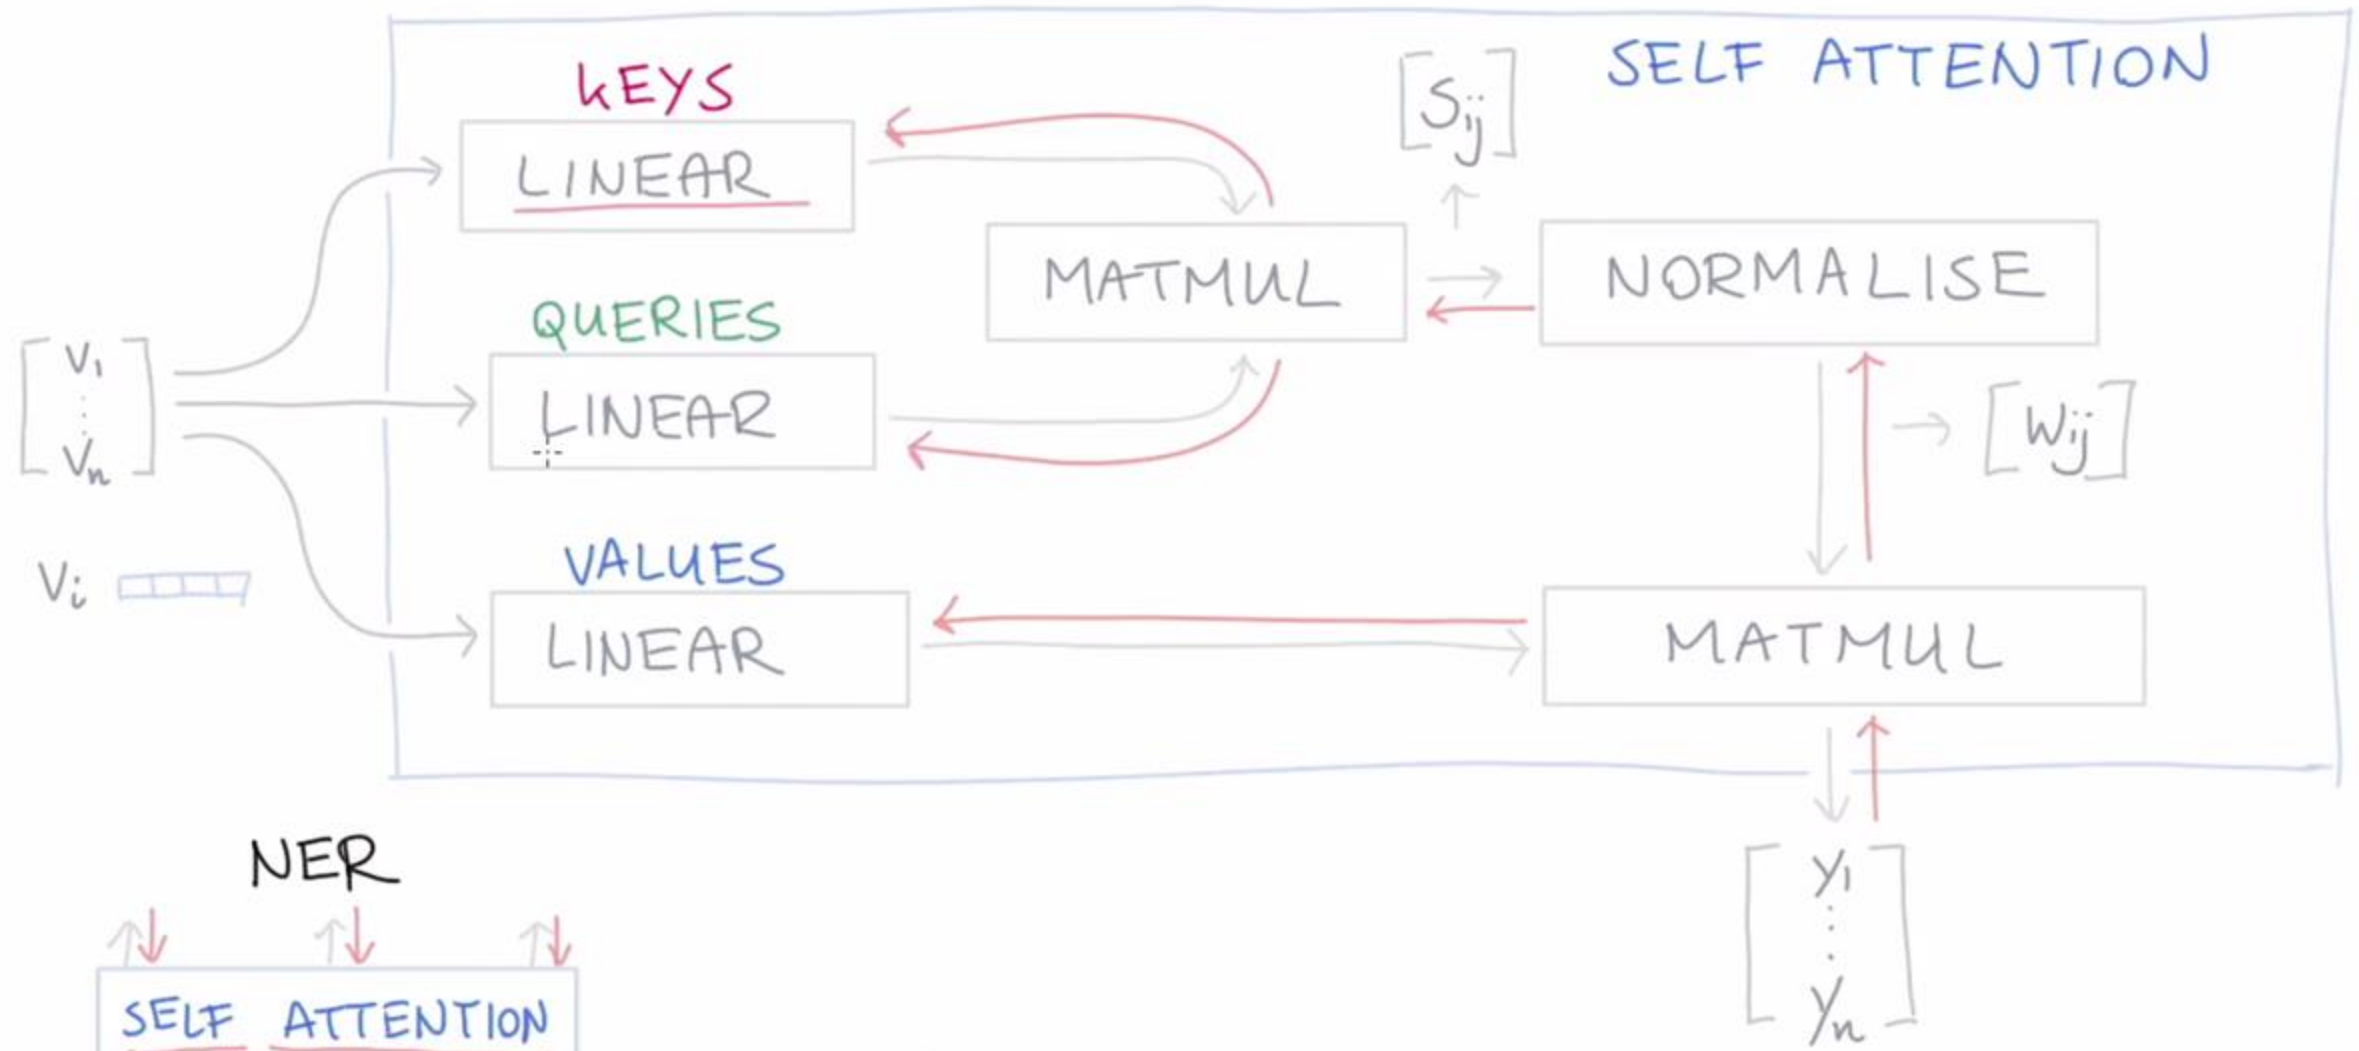 SELF ATTENTION
KEYS
LINEAR
[Sij]
MATMUL
NORMALISE
QUERIES
LINEAR
V1
Vn
[Wij]
Vi
VALUES
LINEAR
MATMUL
NER
SELF ATTENTION
y1
yn